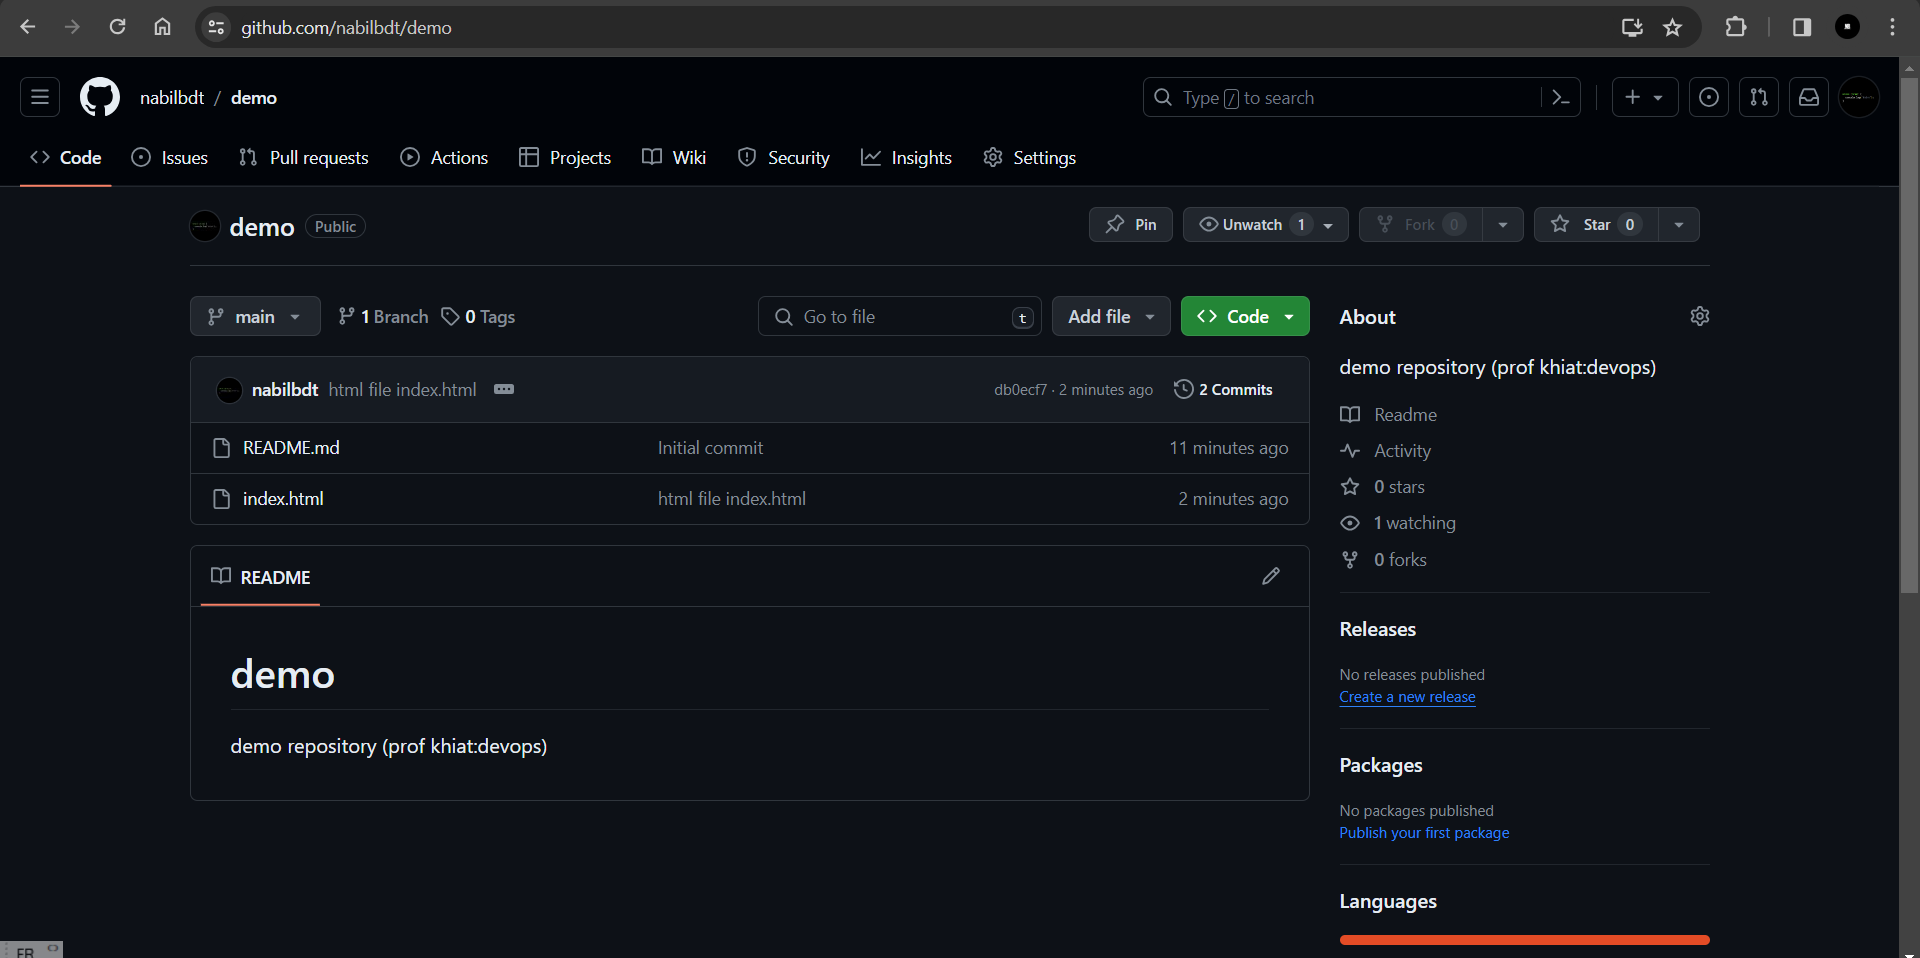 github.com/nabilbdt/demo
nabilbdt / demo
Type / to search
Code Issues Pull requests Actions Projects Wiki Security Insights Settings
demo Public
Pin Unwatch 1 Fork 0 Star 0
main 1 Branch 0 Tags Go to file t Add file Code
nabilbdt html file index.html db0ecf7 · 2 minutes ago 2 Commits
README.md Initial commit 11 minutes ago
index.html html file index.html 2 minutes ago
README
demo
demo repository (prof khiat:devops)
About
demo repository (prof khiat:devops)
Readme
Activity
0 stars
1 watching
0 forks
Releases
No releases published
Create a new release
Packages
No packages published
Publish your first package
Languages
FR